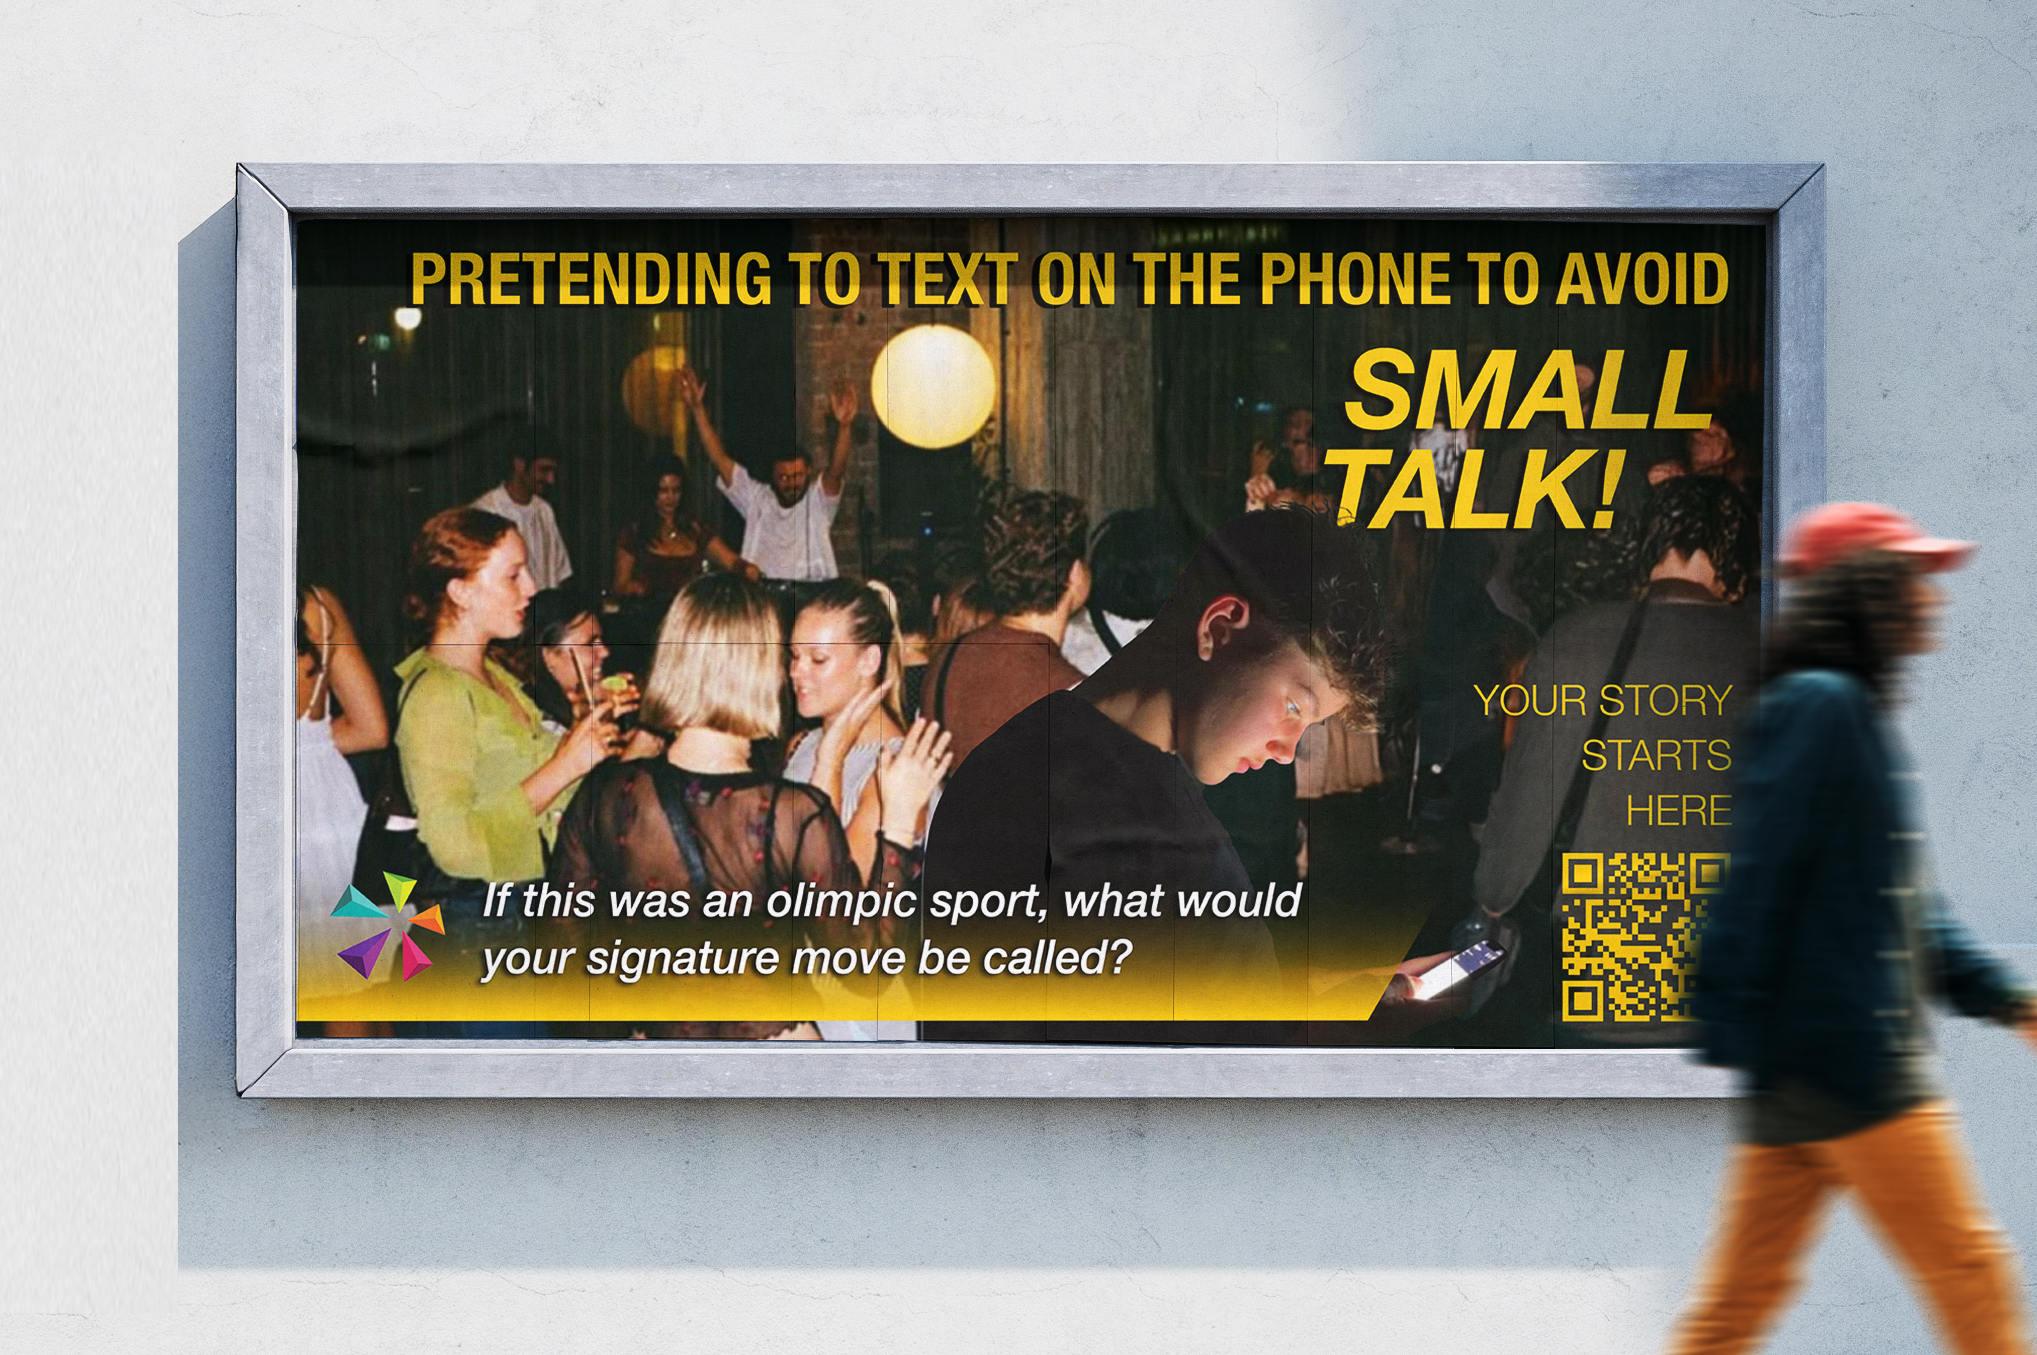 PRETENDING TO TEXT ON THE PHONE TO AVOID
SMALL
TALK!
YOUR STORY
STARTS
HERE
If this was an olimpic sport, what would
your signature move be called?